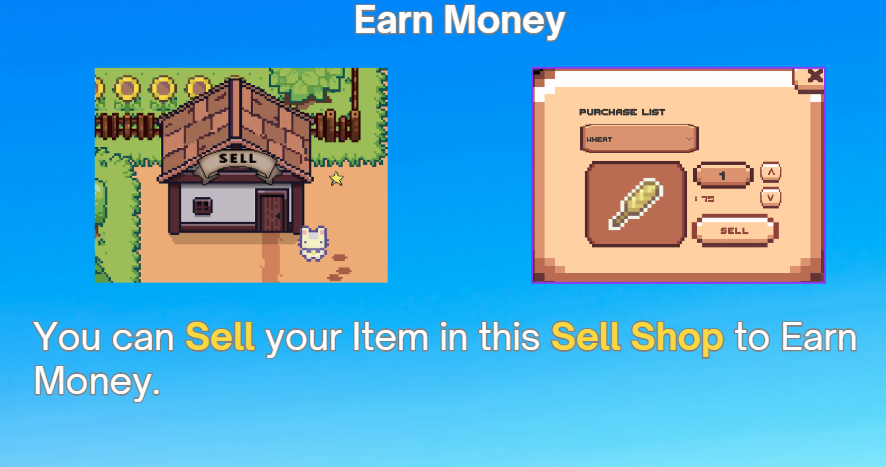 Earn Money
SELL
PURCHASE LIST
WHEAT
1
: 75
SELL
You can Sell your Item in this Sell Shop to Earn
Money.